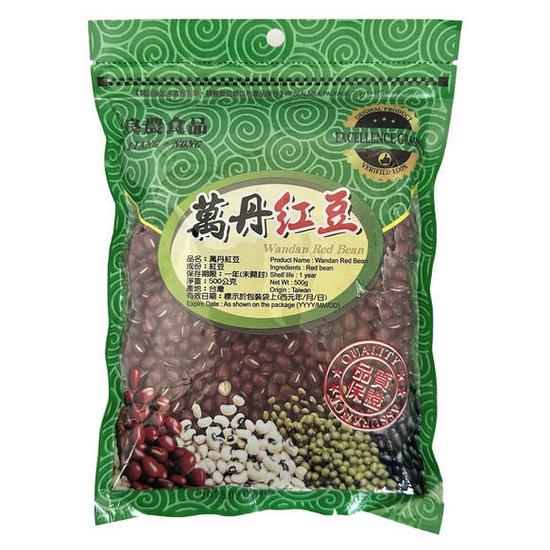 良農食品
LIANG NONG
ORIGINAL PRODUCT
EXCELLENCE GRADE
VERIFIED 100%
萬丹紅豆
Wandan Red Bean
品名：萬丹紅豆 Product Name : Wandan Red Bean
成份：紅豆 Ingredients : Red bean
保存期限：一年(未開封) Shelf life : 1 year
淨重：500公克 Net Wt : 500g
產地：台灣 Origin : Taiwan
有效日期：標示於包裝袋上(西元年/月/日)
Expire Date : As shown on the package (YYYY/MM/DD)
QUALITY
品質
保證
ASSURANCE